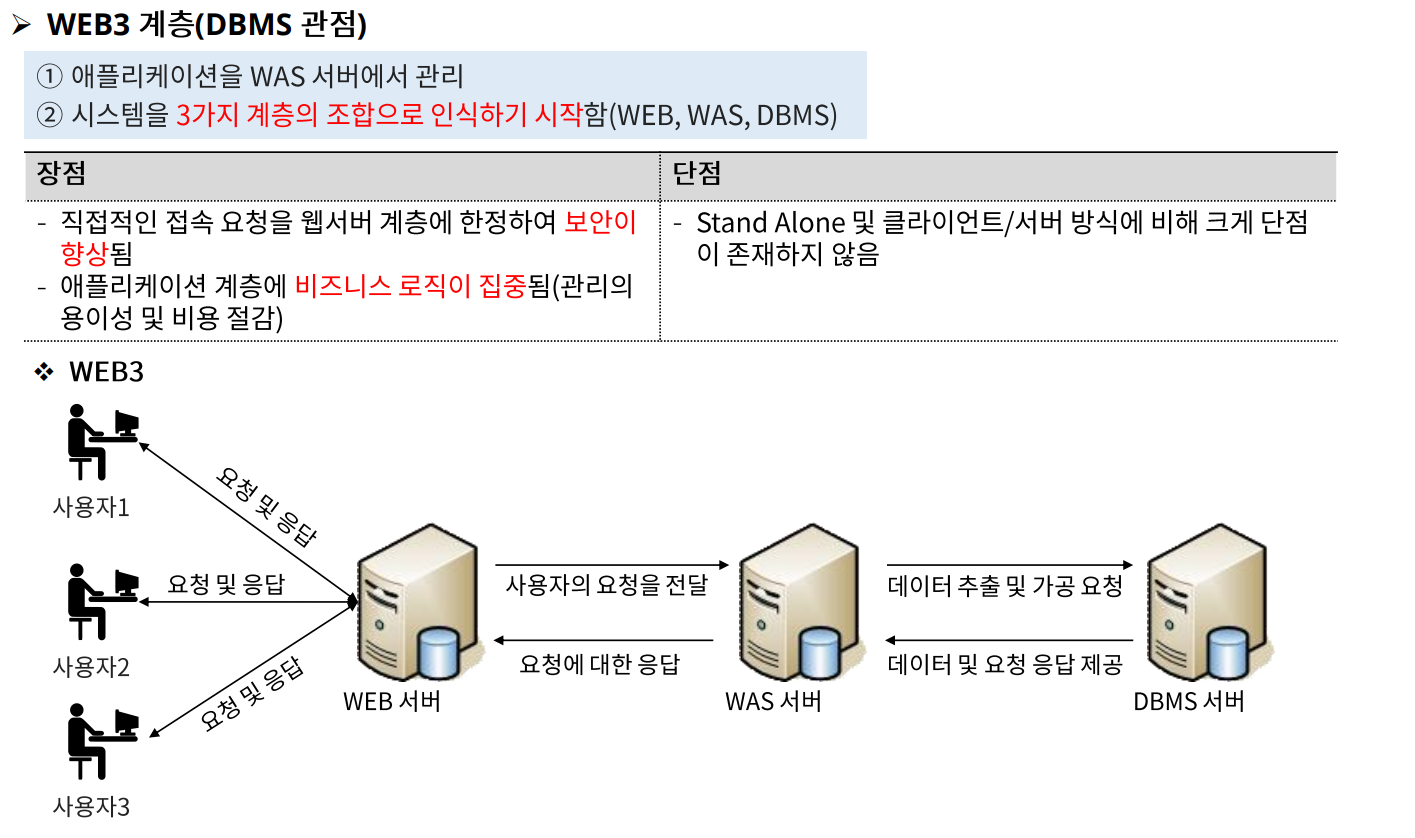 ➢ WEB3 계층(DBMS 관점)
① 애플리케이션을 WAS 서버에서 관리
② 시스템을 3가지 계층의 조합으로 인식하기 시작함(WEB, WAS, DBMS)
장점
단점
- 직접적인 접속 요청을 웹서버 계층에 한정하여 보안이
향상됨
- 애플리케이션 계층에 비즈니스 로직이 집중됨(관리의
용이성 및 비용 절감)
- Stand Alone 및 클라이언트/서버 방식에 비해 크게 단점
이 존재하지 않음
❖ WEB3
사용자1
요청 및 응답
사용자2
요청 및 응답
사용자3
요청 및 응답
WEB 서버
사용자의 요청을 전달
요청에 대한 응답
WAS 서버
데이터 추출 및 가공 요청
데이터 및 요청 응답 제공
DBMS 서버